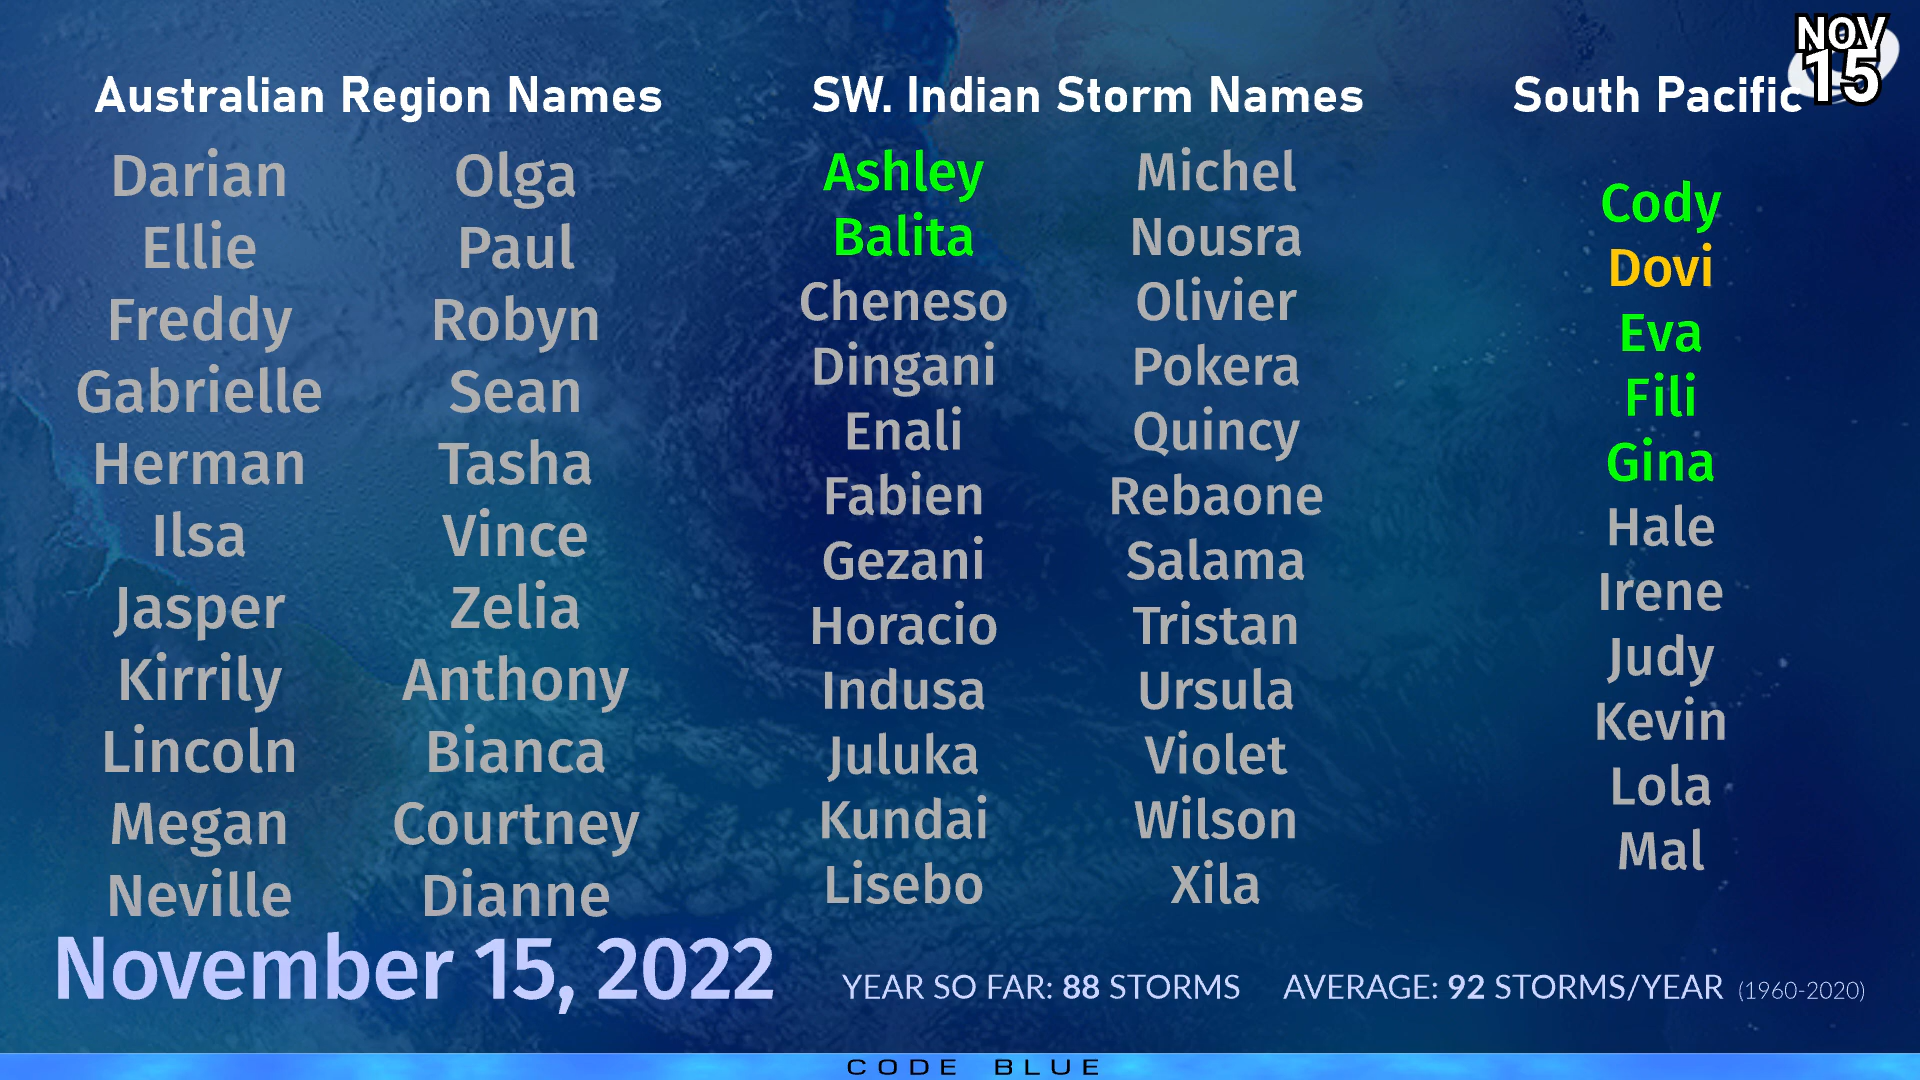 NOV
15
Australian Region Names
Darian
Ellie
Freddy
Gabrielle
Herman
Ilsa
Jasper
Kirrily
Lincoln
Megan
Neville
Olga
Paul
Robyn
Sean
Tasha
Vince
Zelia
Anthony
Bianca
Courtney
Dianne
SW. Indian Storm Names
Ashley
Balita
Cheneso
Dingani
Enali
Fabien
Gezani
Horacio
Indusa
Juluka
Kundai
Lisebo
Michel
Nousra
Olivier
Pokera
Quincy
Rebaone
Salama
Tristan
Ursula
Violet
Wilson
Xila
South Pacific
Cody
Dovi
Eva
Fili
Gina
Hale
Irene
Judy
Kevin
Lola
Mal
November 15, 2022
YEAR SO FAR: 88 STORMS AVERAGE: 92 STORMS/YEAR (1960-2020)
CODE BLUE